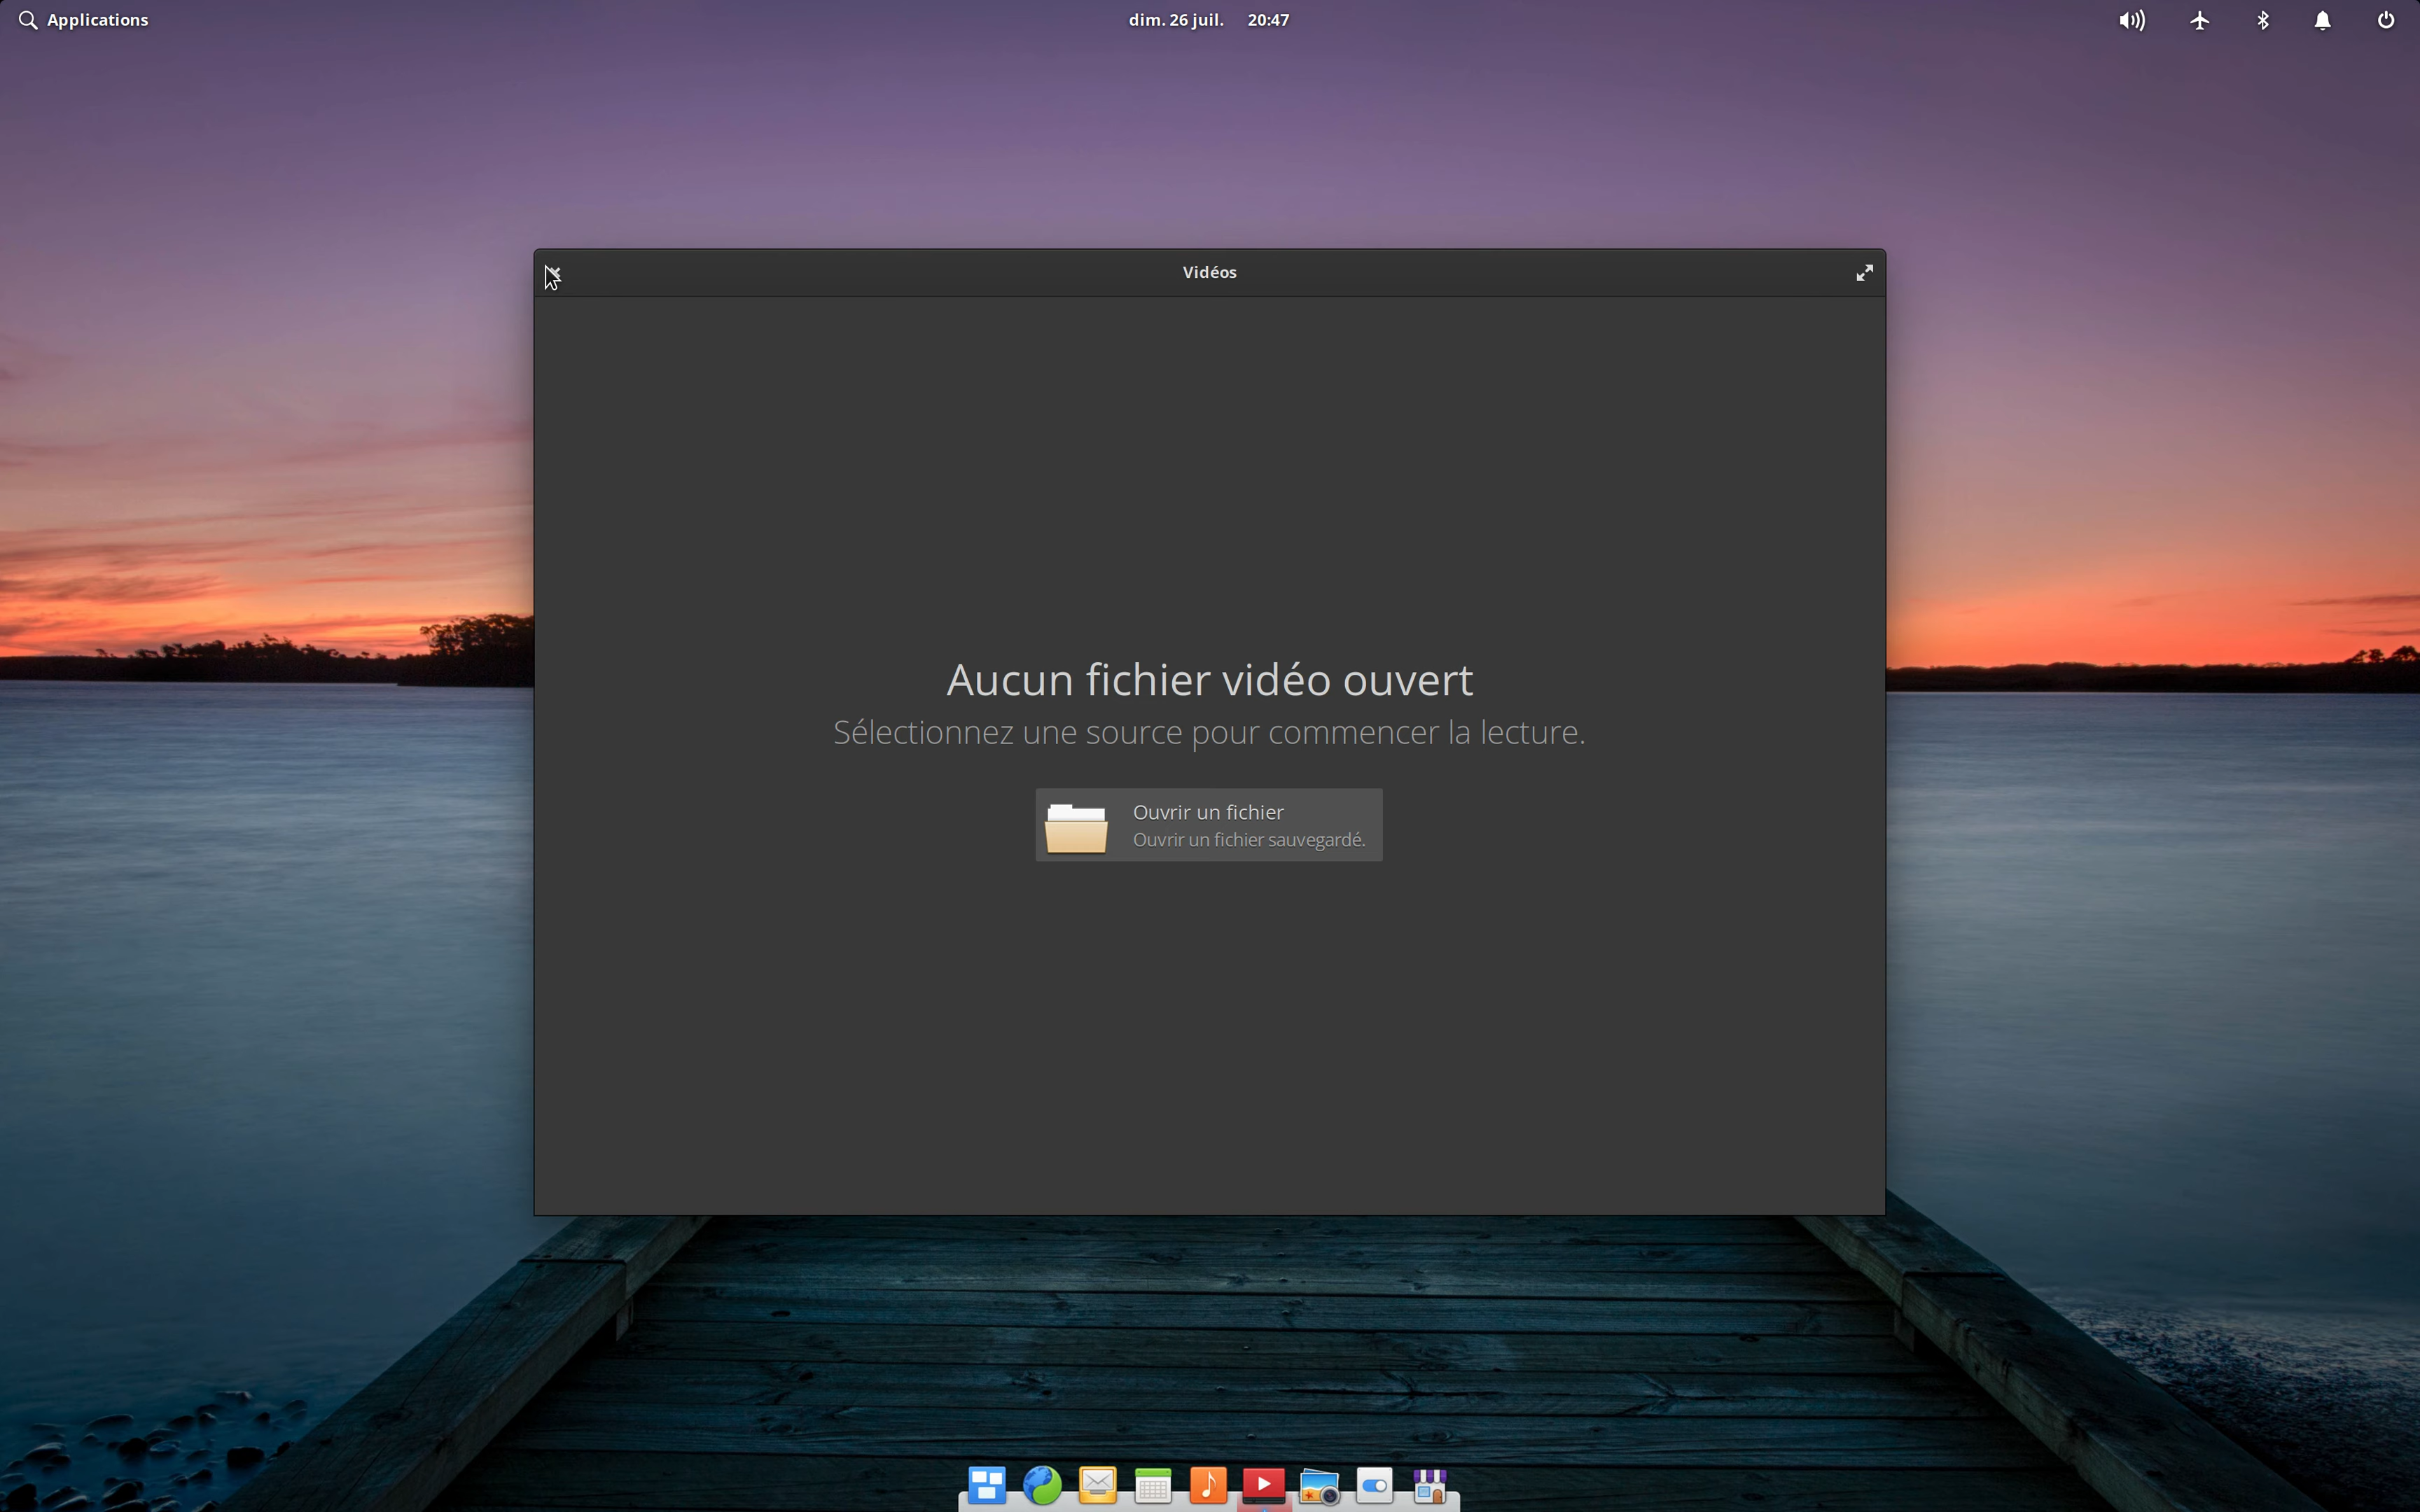 Applications
dim. 26 juil. 20:47
Vidéos
Aucun fichier vidéo ouvert
Sélectionnez une source pour commencer la lecture.
Ouvrir un fichier
Ouvrir un fichier sauvegardé.